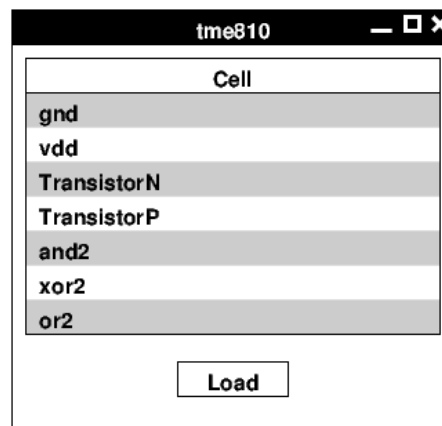 tme810
Cell
gnd
vdd
TransistorN
TransistorP
and2
xor2
or2
Load